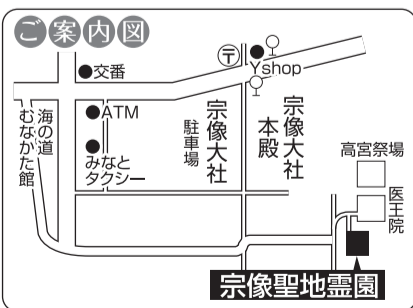 ご案内図
交番
〒
Yshop
ATM
海の道
むなかた館
みなと
タクシー
宗像大社
駐車場
宗像大社
本殿
高宮祭場
医王院
宗像聖地霊園